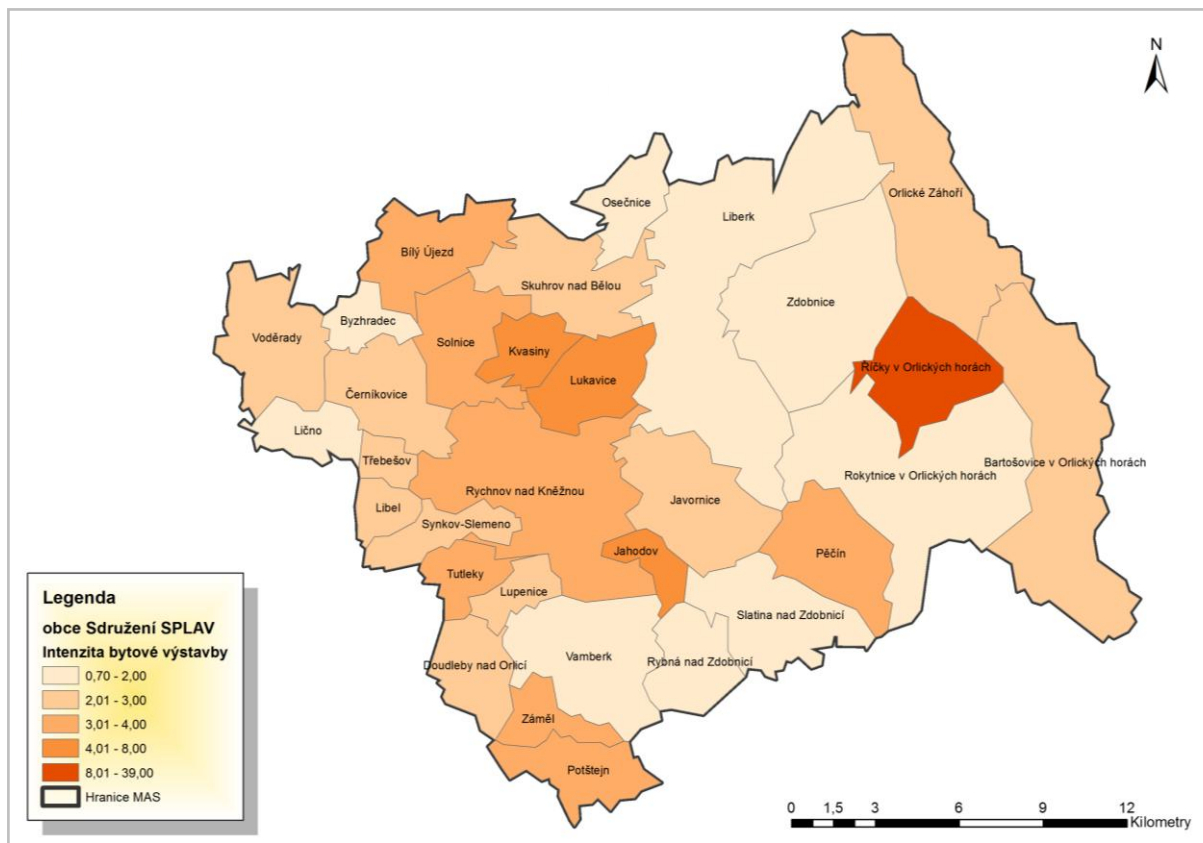 N
Orlické Záhoří
Osečnice
Liberk
Bílý Újezd
Skuhrov nad Bělou
Zdobnice
Byzhradec
Voděrady
Solnice
Kvasiny
Říčky v Orlických horách
Lukavice
Černíkovice
Lično
Třebešov
Bartošovice v Orlických horách
Rokytnice v Orlických horách
Rychnov nad Kněžnou
Javornice
Libel
Synkov-Slemeno
Jahodov
Pěčín
Tutleky
Lupenice
Slatina nad Zdobnicí
Vamberk
Rybná nad Zdobnicí
Doudleby nad Orlicí
Záměl
Potštejn
Legenda
obce Sdružení SPLAV
Intenzita bytové výstavby
0,70 - 2,00
2,01 - 3,00
3,01 - 4,00
4,01 - 8,00
8,01 - 39,00
Hranice MAS
0 1,5 3 6 9 12
Kilometry